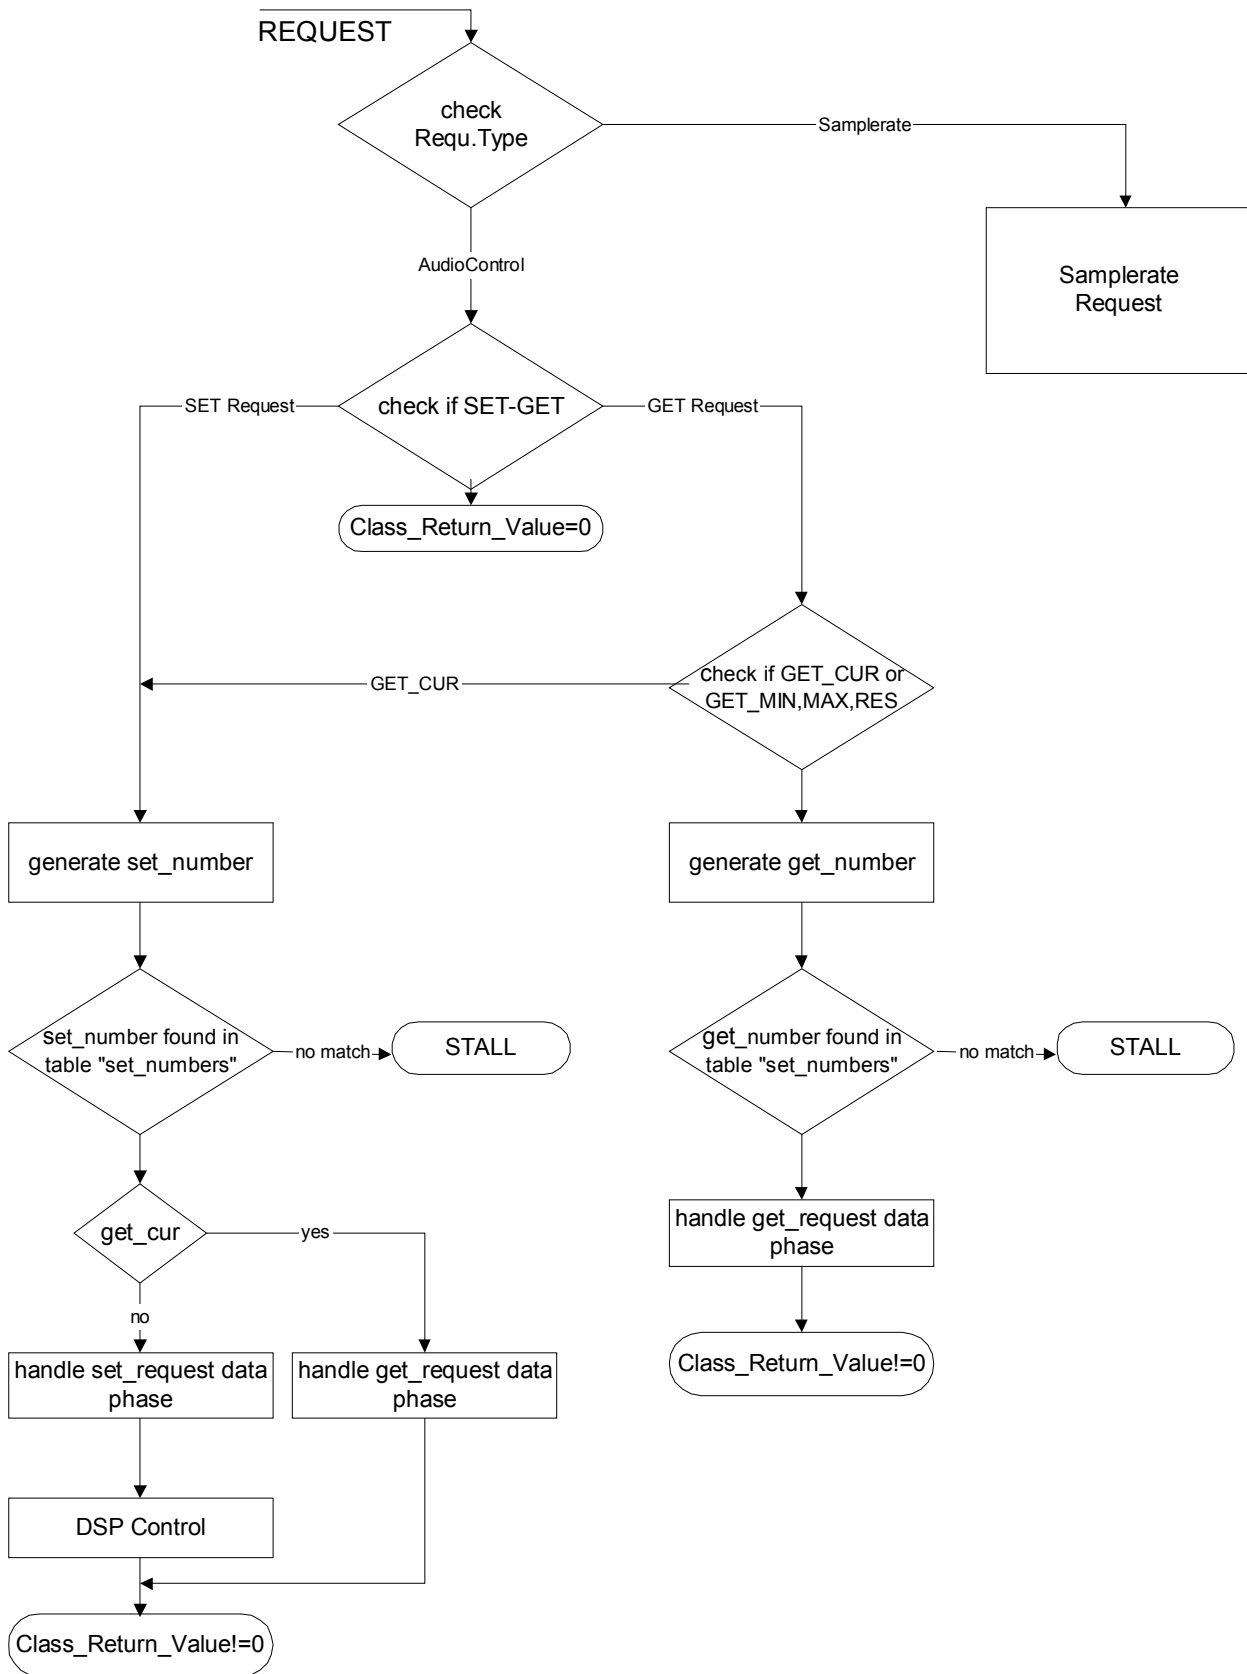 REQUEST
check
Requ.Type
Samplerate
Samplerate
Request
AudioControl
SET Request
check if SET-GET
GET Request
Class_Return_Value=0
GET_CUR
check if GET_CUR or
GET_MIN,MAX,RES
generate set_number
generate get_number
set_number found in
table "set_numbers"
no match
STALL
get_number found in
table "set_numbers"
no match
STALL
get_cur
yes
no
handle get_request data
phase
handle set_request data
phase
handle get_request data
phase
Class_Return_Value!=0
DSP Control
Class_Return_Value!=0